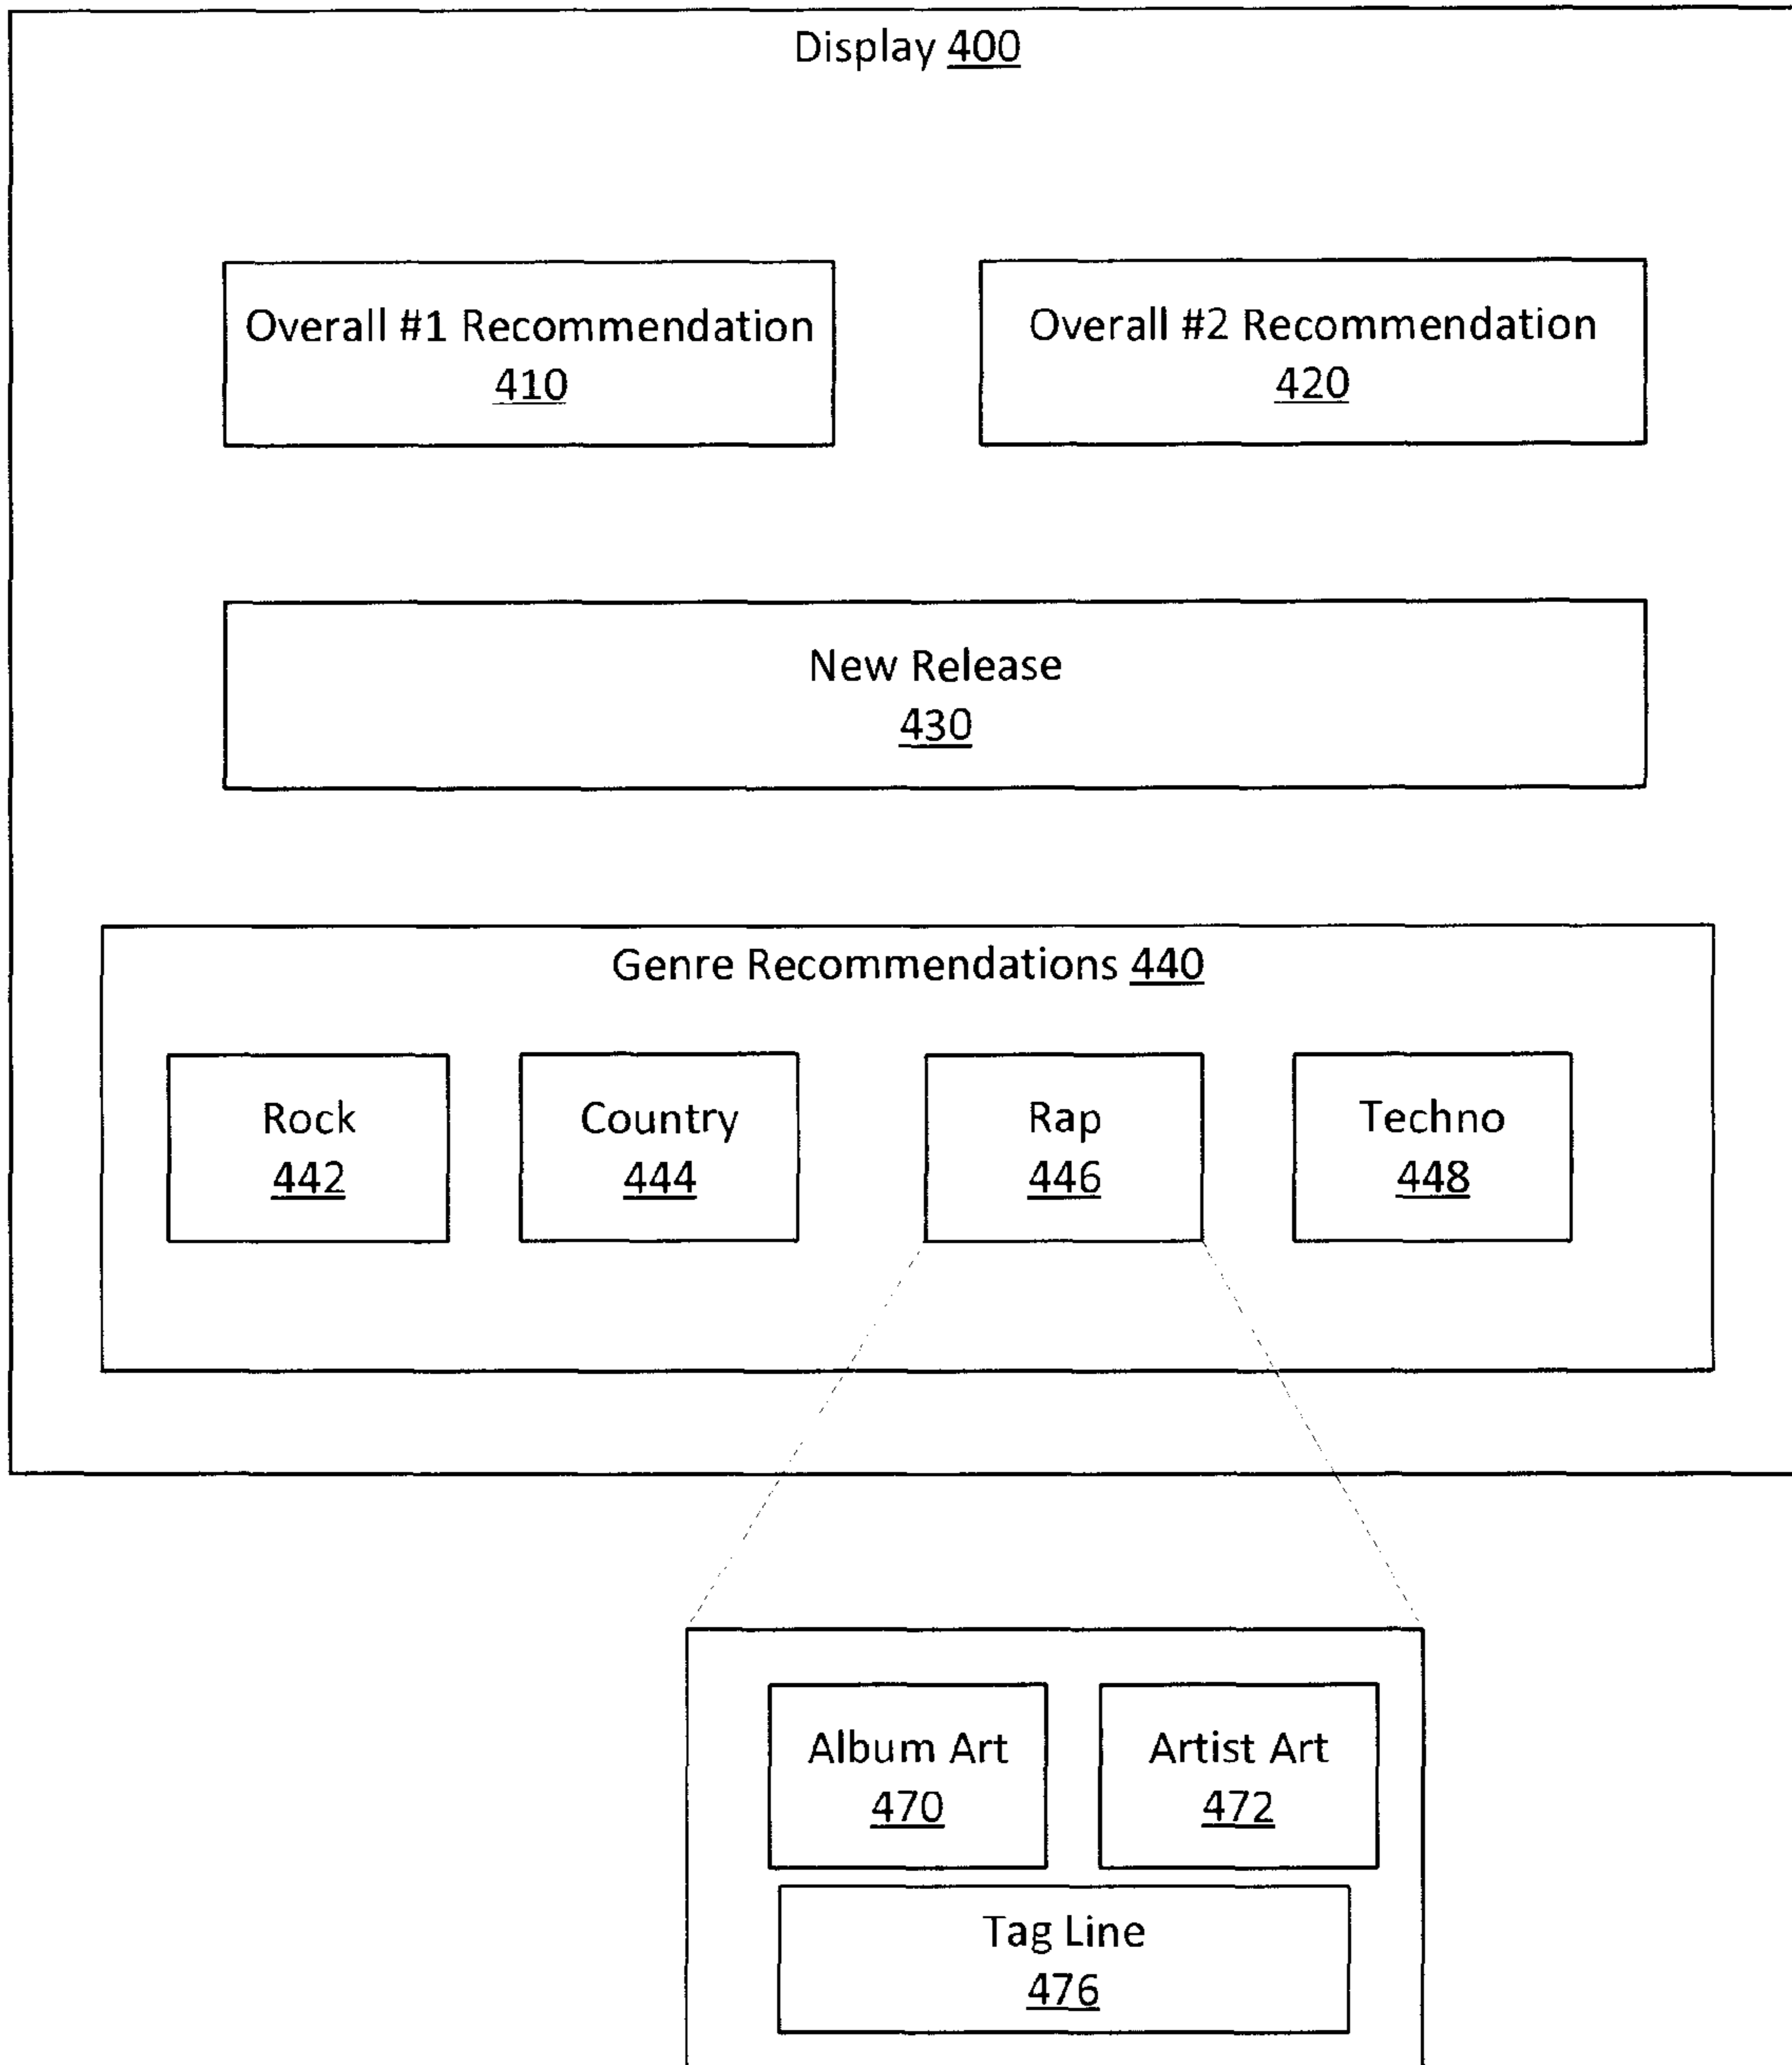 Display 400
Overall #1 Recommendation
410
Overall #2 Recommendation
420
New Release
430
Genre Recommendations 440
Rock
442
Country
444
Rap
446
Techno
448
Album Art
470
Artist Art
472
Tag Line
476